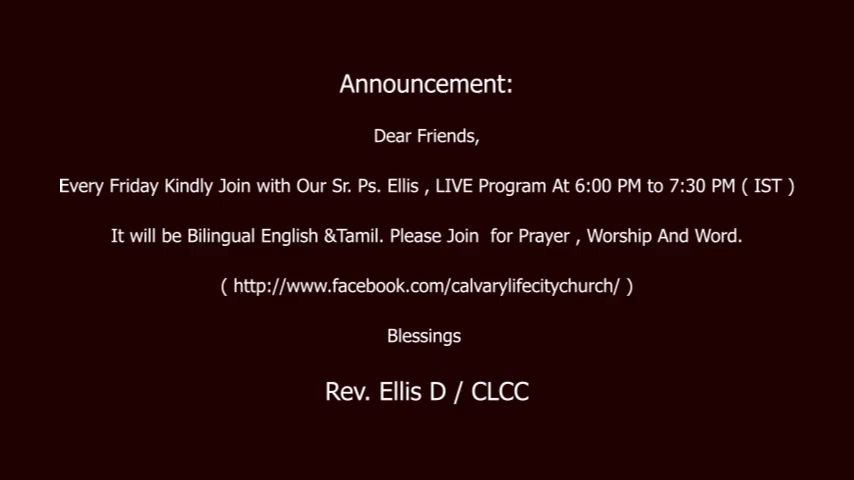 Announcement:
Dear Friends,
Every Friday Kindly Join with Our Sr. Ps. Ellis , LIVE Program At 6:00 PM to 7:30 PM ( IST )
It will be Bilingual English &Tamil. Please Join  for Prayer , Worship And Word.
( http://www.facebook.com/calvarylifecitychurch/ )
Blessings
Rev. Ellis D / CLCC